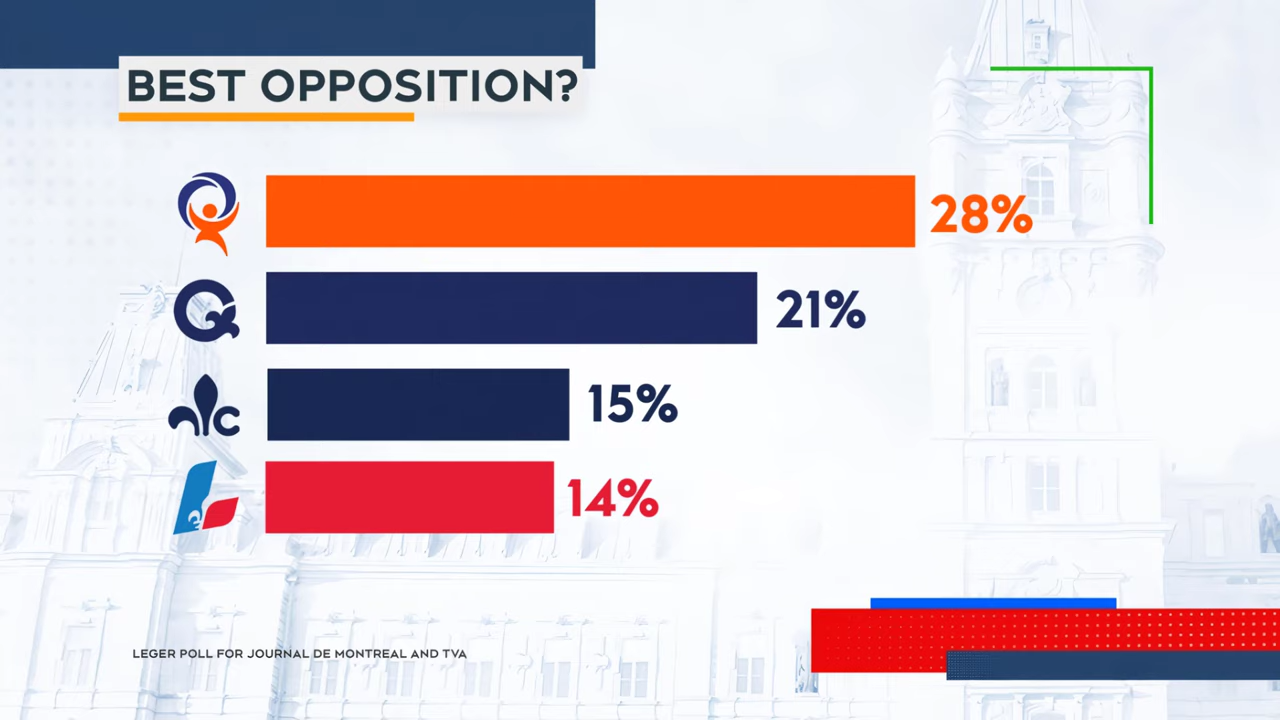 BEST OPPOSITION?
28%
21%
15%
C
14%
LEGER POLL FOR JOURNAL DE MONTREAL AND TVA